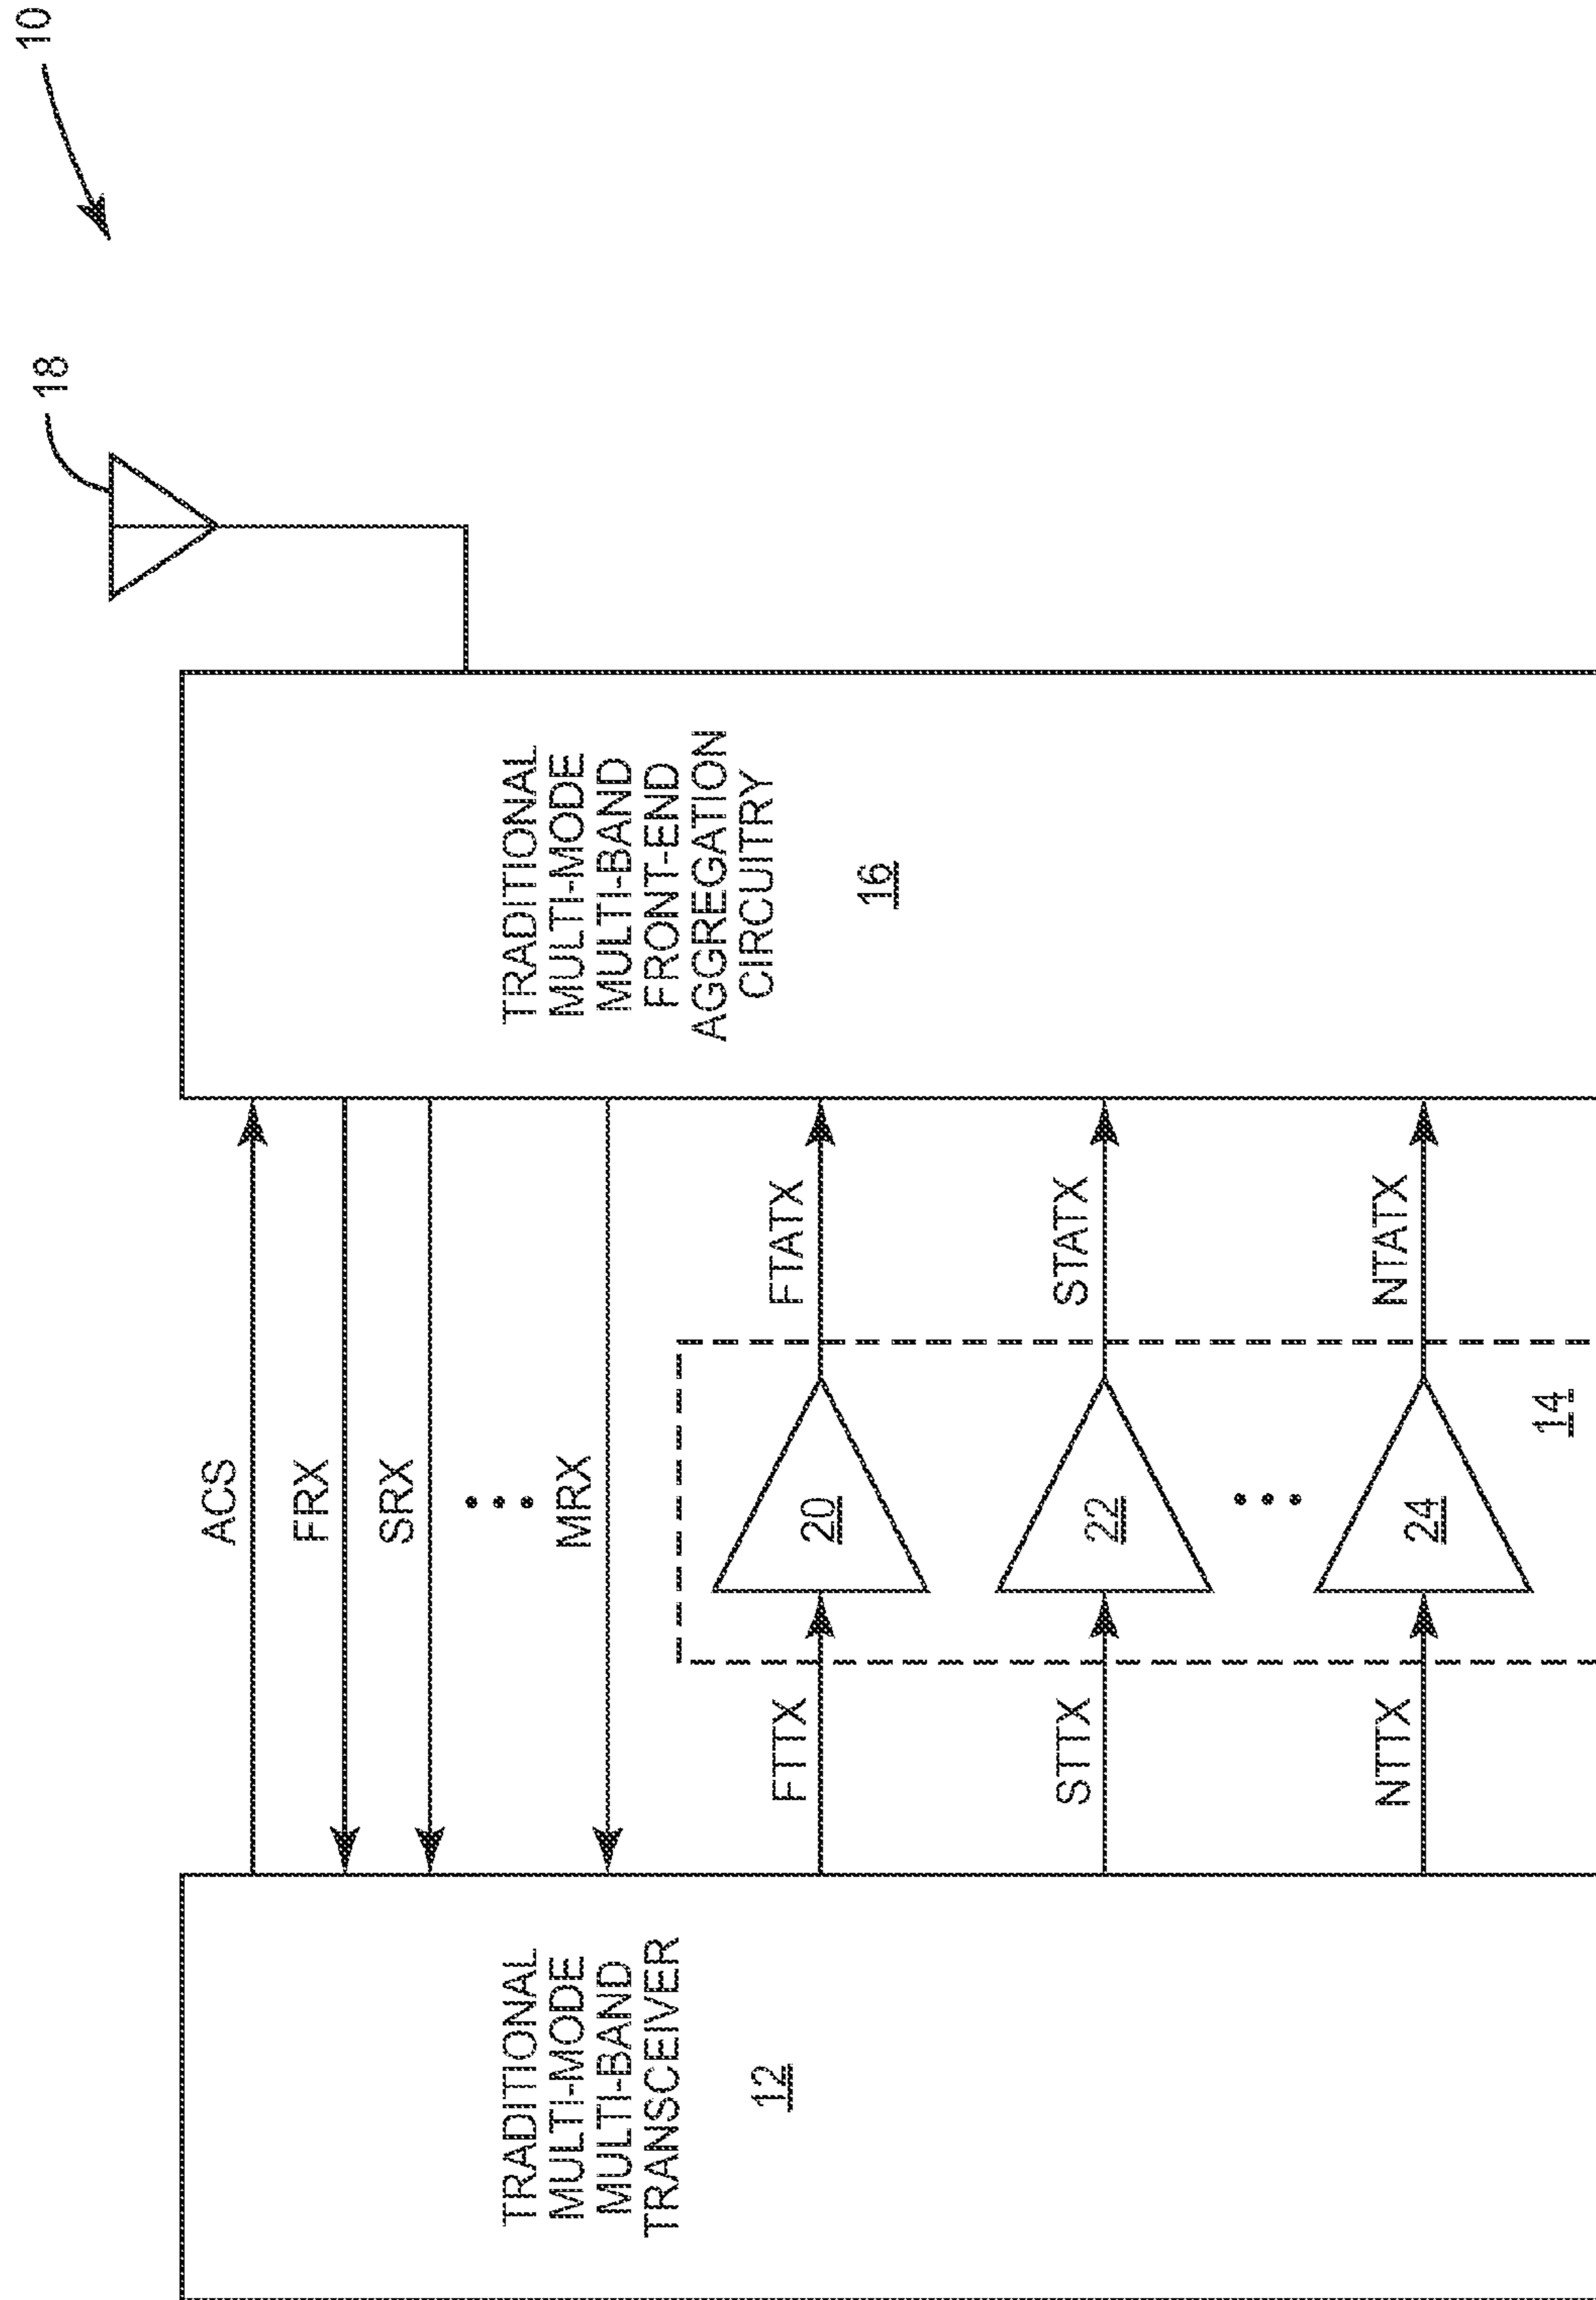 10
18
TRADITIONAL
MULTI-MODE
MULTI-BAND
TRANSCEIVER
12
ACS
FRX
SRX
MRX
FTTX
20
FTATX
STTX
22
STATX
NTTX
24
NTATX
14
TRADITIONAL
MULTI-MODE
MULTI-BAND
FRONT-END
AGGREGATION
CIRCUITRY
16